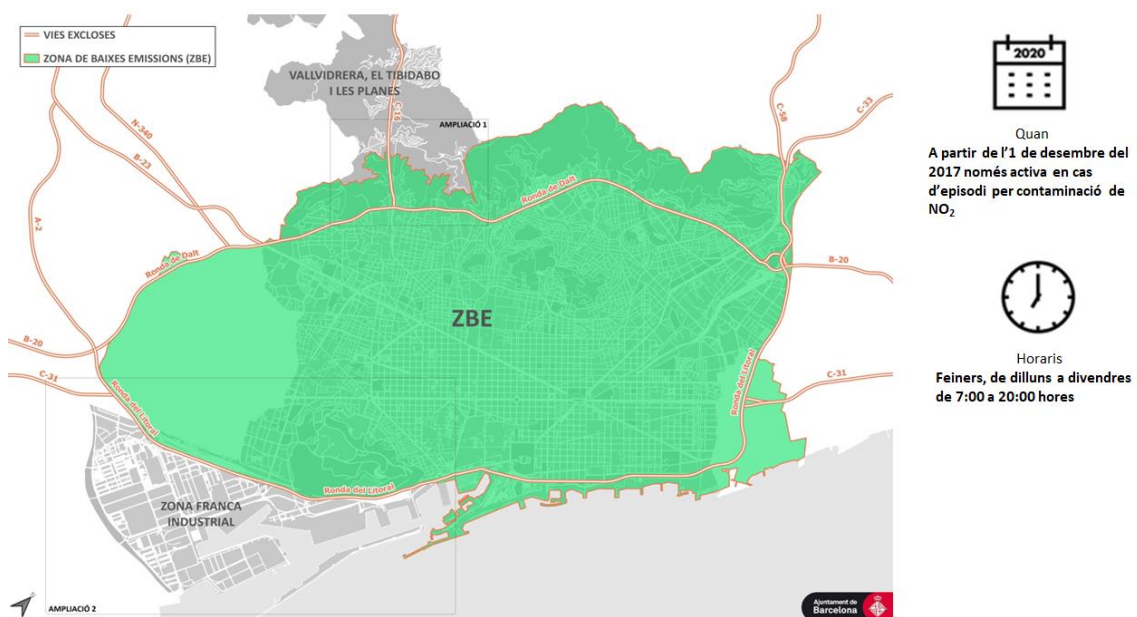 VIES EXCLOSES
ZONA DE BAIXES EMISSIONS (ZBE)
VALLVIDRERA, EL TIBIDABO
I LES PLANES
AMPLIACIÓ 1
C-16
C-58
C-33
N-340
B-23
A-2
Ronda de Dalt
Ronda de Dalt
B-20
B-20
ZBE
C-31
C-31
Ronda del Litoral
Ronda del Litoral
Ronda del Litoral
ZONA FRANCA
INDUSTRIAL
AMPLIACIÓ 2
Ajuntament de
Barcelona
2020
Quan
A partir de l'1 de desembre del
2017 només activa en cas
d'episodi per contaminació de
NO₂
Horaris
Feiners, de dilluns a divendres
de 7:00 a 20:00 hores